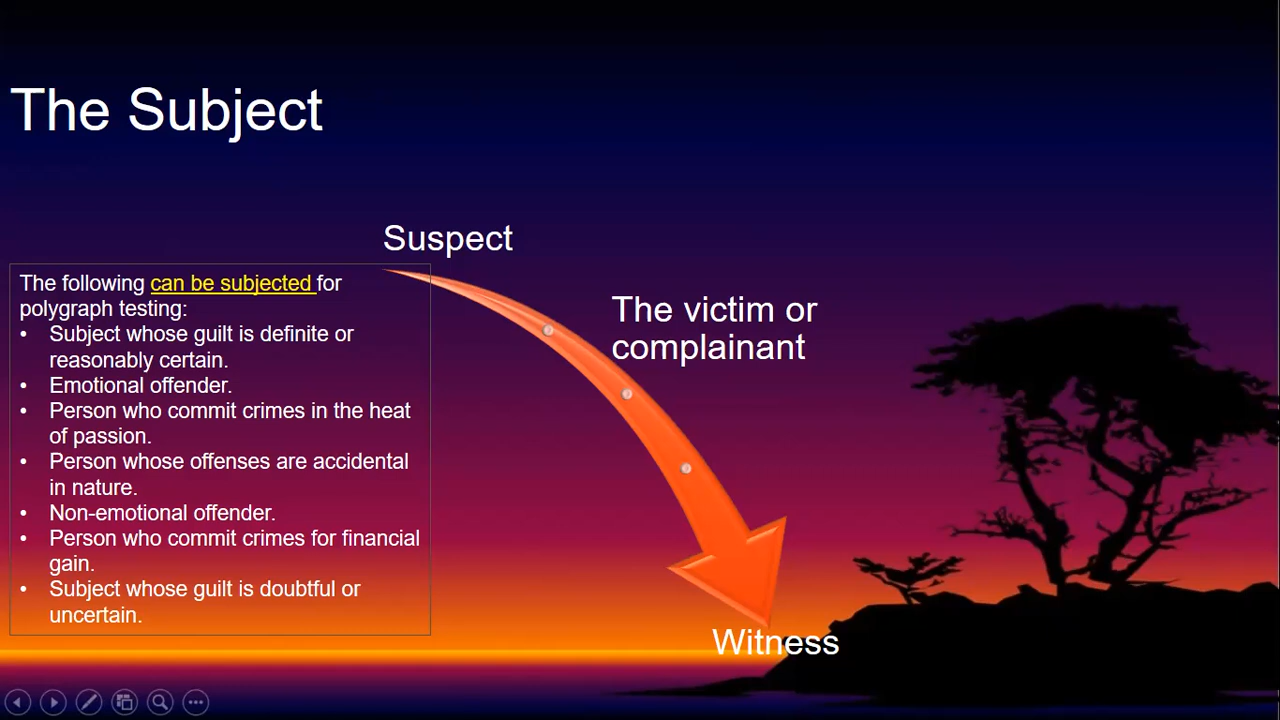 The Subject
Suspect
The following can be subjected for
polygraph testing:
• Subject whose guilt is definite or
reasonably certain.
• Emotional offender.
• Person who commit crimes in the heat
of passion.
• Person whose offenses are accidental
in nature.
• Non-emotional offender.
• Person who commit crimes for financial
gain.
• Subject whose guilt is doubtful or
uncertain.
The victim or
complainant
Witness